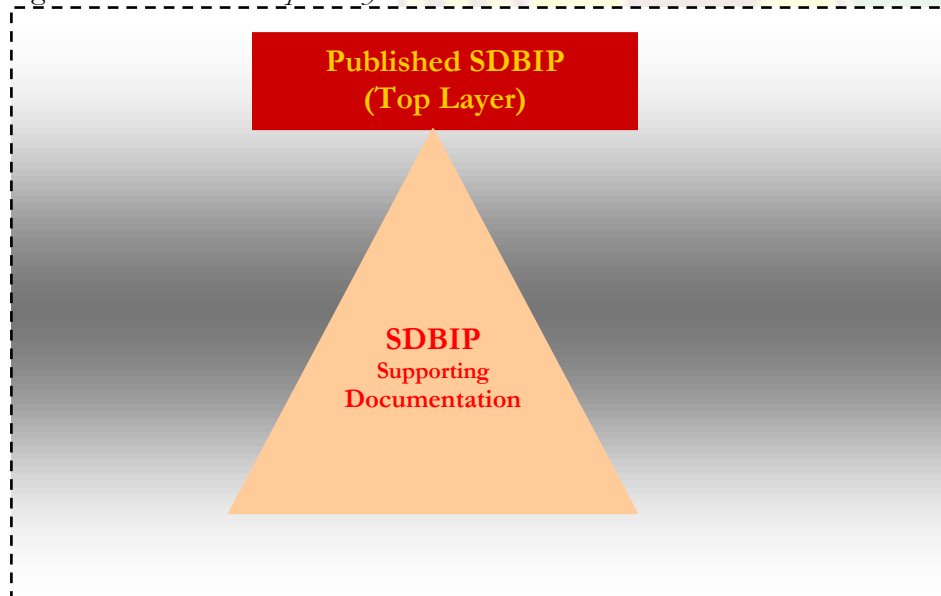 Published SDBIP
(Top Layer)
SDBIP
Supporting
Documentation